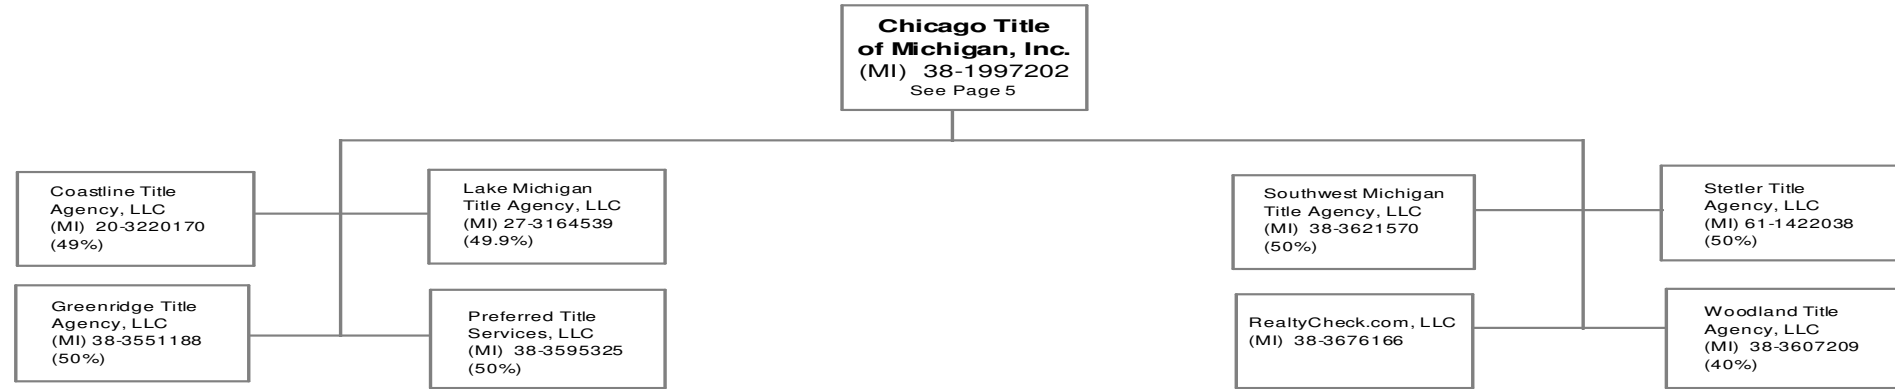 Chicago Title
of Michigan, Inc.
(MI) 38-1997202
See Page 5
Coastline Title
Agency, LLC
(MI) 20-3220170
(49%)
Lake Michigan
Title Agency, LLC
(MI) 27-3164539
(49.9%)
Southwest Michigan
Title Agency, LLC
(MI) 38-3621570
(50%)
Stetler Title
Agency, LLC
(MI) 61-1422038
(50%)
Greenridge Title
Agency, LLC
(MI) 38-3551188
(50%)
Preferred Title
Services, LLC
(MI) 38-3595325
(50%)
RealtyCheck.com, LLC
(MI) 38-3676166
Woodland Title
Agency, LLC
(MI) 38-3607209
(40%)